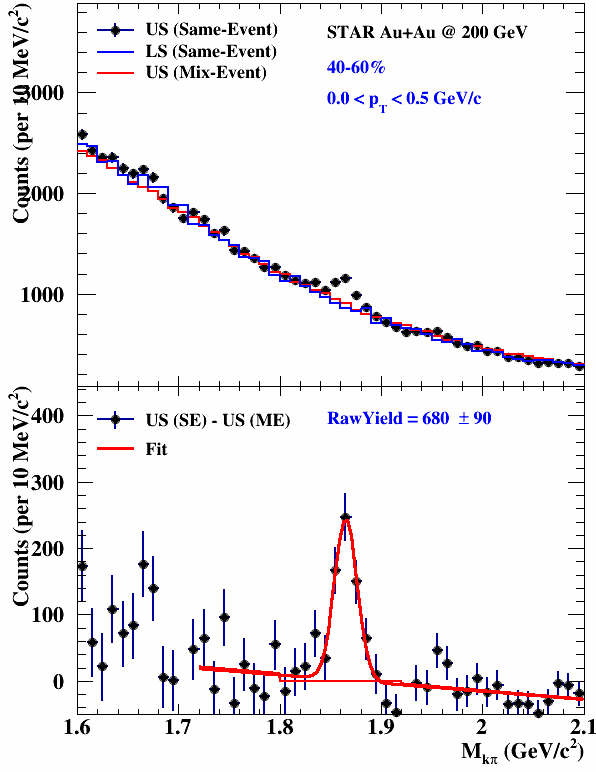 US (Same-Event)
LS (Same-Event)
US (Mix-Event)
STAR Au+Au @ 200 GeV
40-60%
0.0 < p_T < 0.5 GeV/c
Counts (per 10 MeV/c²)
3000
2000
1000
US (SE) - US (ME)
Fit
RawYield = 680 ± 90
Counts (per 10 MeV/c²)
400
300
200
100
0
1.6 1.7 1.8 1.9 2 2.1
M_kπ (GeV/c²)